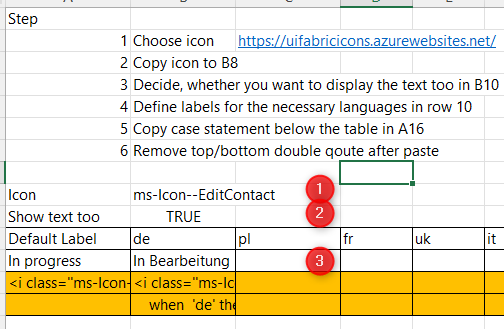 Step
1 Choose icon https://uifabricicons.azurewebsites.net/
2 Copy icon to B8
3 Decide, whether you want to display the text too in B10
4 Define labels for the necessary languages in row 10
5 Copy case statement below the table in A16
6 Remove top/bottom double qoute after paste
Icon ms-Icon--EditContact 1
Show text too TRUE 2
Default Label de pl fr uk it
In progress In Bearbeitung 3
<i class="ms-Icon- <i class="ms-Ic
when 'de' the